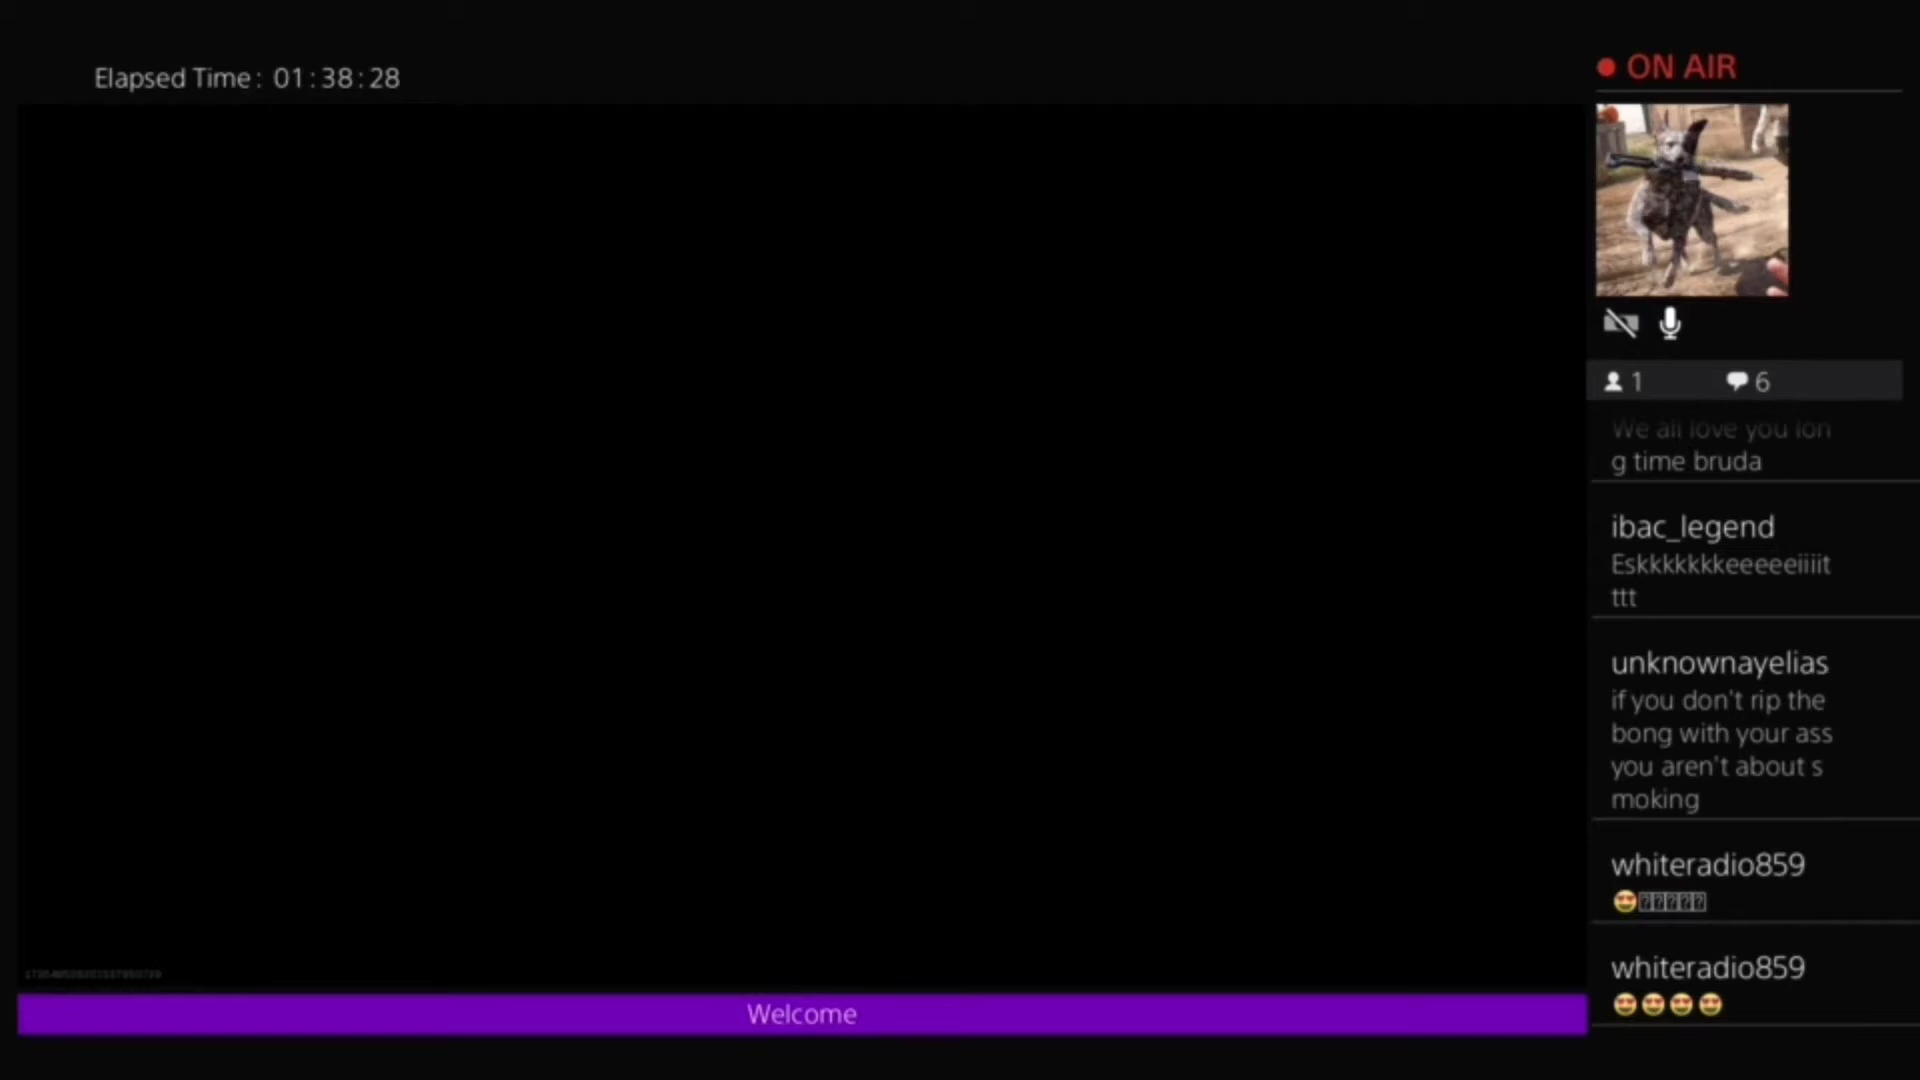 Elapsed Time: 01:38:28
ON AIR
1
6
We all love you lon
g time bruda
ibac_legend
Eskkkkkkkeeeeeiiiit
ttt
unknownayelias
if you don't rip the
bong with your ass
you aren't about s
moking
whiteradio859
😍
whiteradio859
😍😍😍😍
Welcome